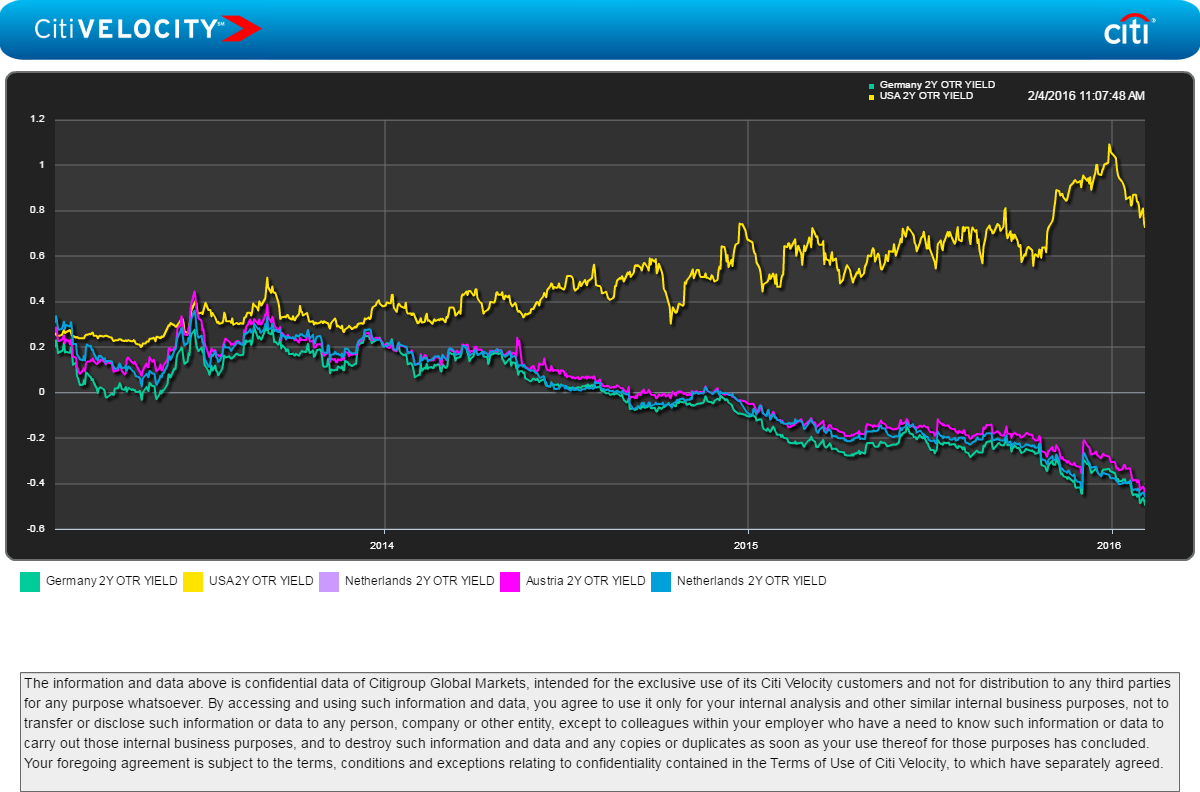 Citi VELOCITY SM
citi®
Germany 2Y OTR YIELD
USA 2Y OTR YIELD
2/4/2016 11:07:48 AM
1.2
1
0.8
0.6
0.4
0.2
0
-0.2
-0.4
-0.6
2014
2015
2016
Germany 2Y OTR YIELD USA 2Y OTR YIELD Netherlands 2Y OTR YIELD Austria 2Y OTR YIELD Netherlands 2Y OTR YIELD
The information and data above is confidential data of Citigroup Global Markets, intended for the exclusive use of its Citi Velocity customers and not for distribution to any third parties
for any purpose whatsoever. By accessing and using such information and data, you agree to use it only for your internal analysis and other similar internal business purposes, not to
transfer or disclose such information or data to any person, company or other entity, except to colleagues within your employer who have a need to know such information or data to
carry out those internal business purposes, and to destroy such information and data and any copies or duplicates as soon as your use thereof for those purposes has concluded.
Your foregoing agreement is subject to the terms, conditions and exceptions relating to confidentiality contained in the Terms of Use of Citi Velocity, to which have separately agreed.